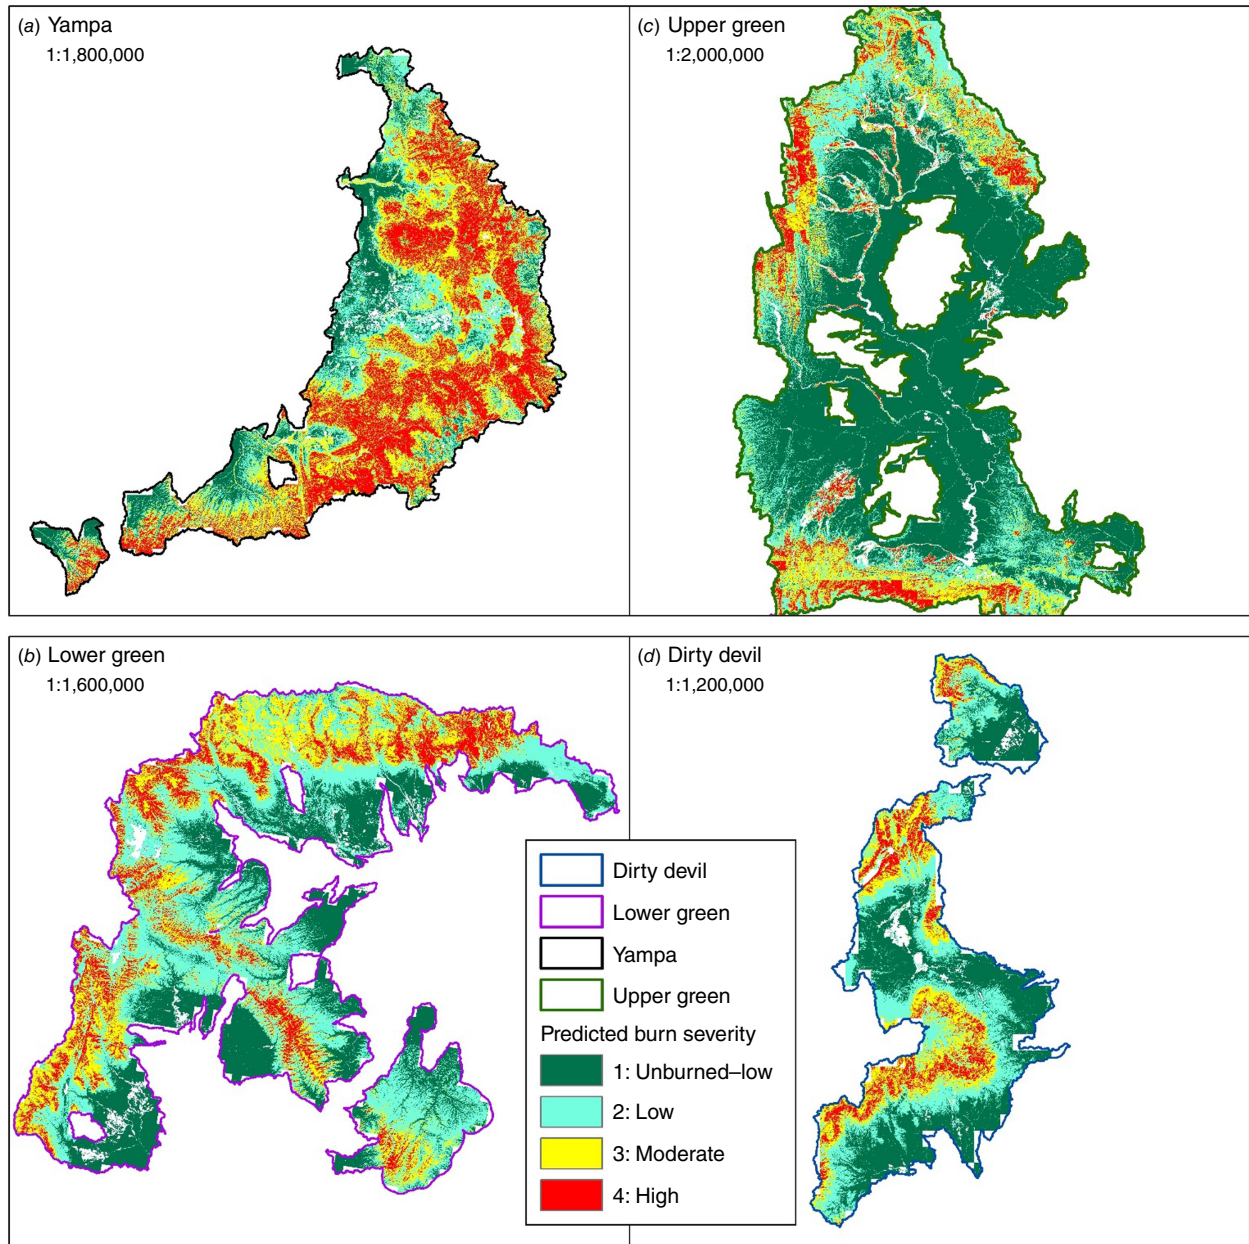 (a) Yampa
1:1,800,000
(c) Upper green
1:2,000,000
(b) Lower green
1:1,600,000
(d) Dirty devil
1:1,200,000
Dirty devil
Lower green
Yampa
Upper green
Predicted burn severity
1: Unburned–low
2: Low
3: Moderate
4: High